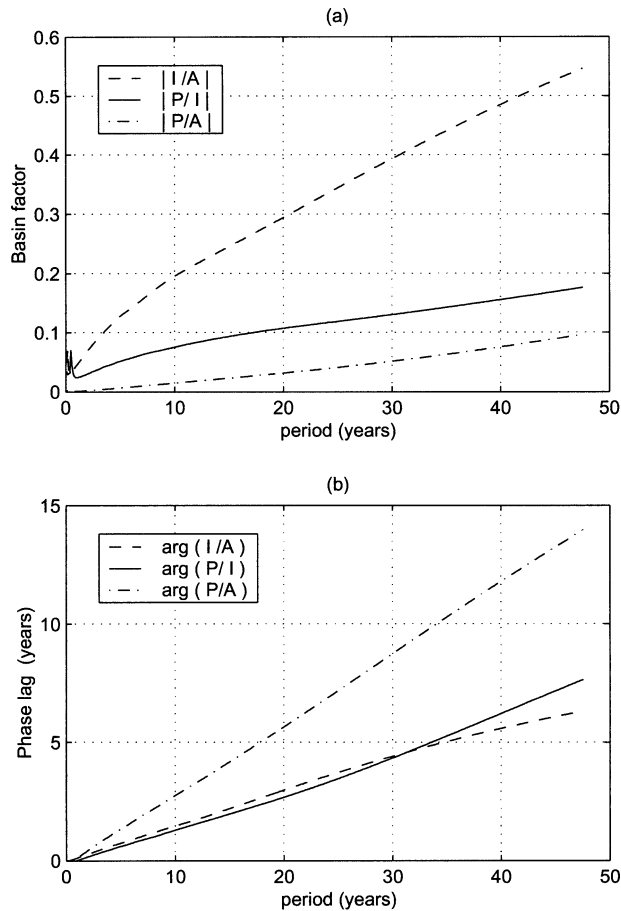 (a)
0.6
0.5
0.4
0.3
0.2
0.1
0
Basin factor
| I /A |
| P/ I |
| P/A |
0
10
20
30
40
50
period (years)
(b)
15
10
5
0
Phase lag (years)
arg ( I /A )
arg ( P/ I )
arg ( P/A )
0
10
20
30
40
50
period (years)